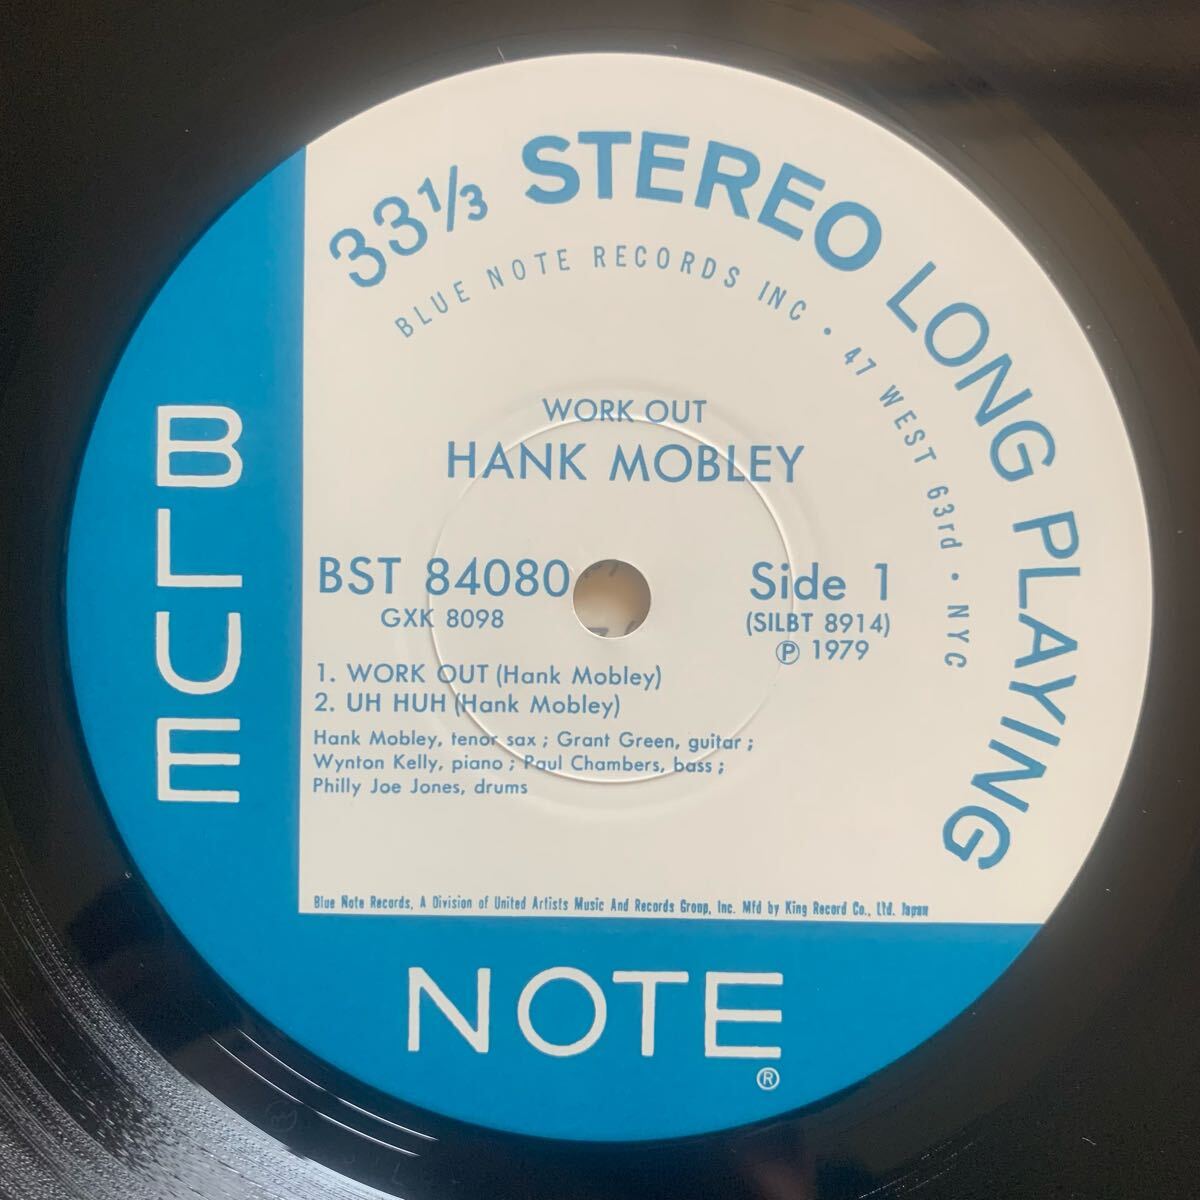 33⅓ STEREO LONG PLAYING
BLUE NOTE RECORDS INC • 47 WEST 63rd • NYC
WORK OUT
HANK MOBLEY
BST 84080
GXK 8098
Side 1
(SILBT 8914)
Ⓟ 1979
1. WORK OUT (Hank Mobley)
2. UH HUH (Hank Mobley)
Hank Mobley, tenor sax ; Grant Green, guitar ;
Wynton Kelly, piano ; Paul Chambers, bass ;
Philly Joe Jones, drums
Blue Note Records, A Division of United Artists Music And Records Group, Inc. Mfd by King Record Co., Ltd. Japan
BLUE
NOTE
®